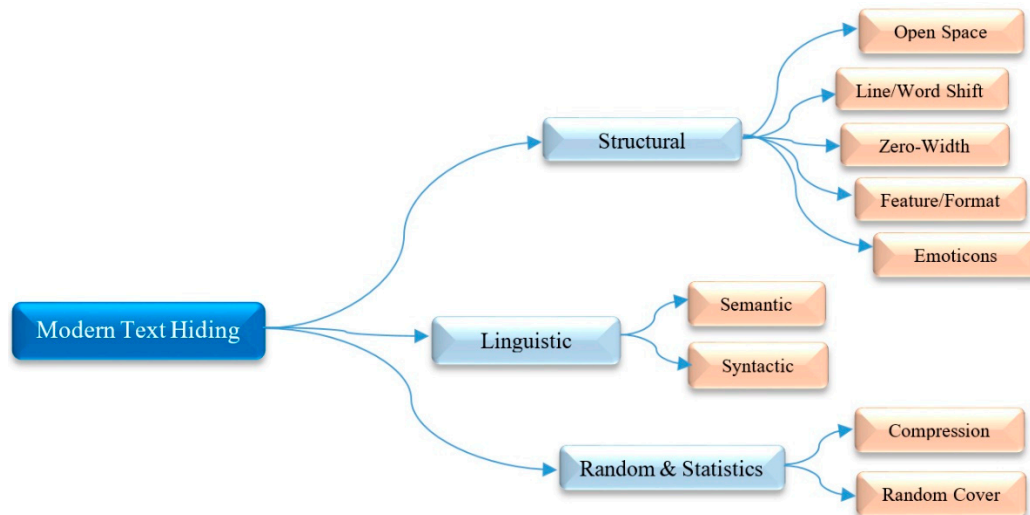 Open Space
Line/Word Shift
Structural
Zero-Width
Feature/Format
Emoticons
Modern Text Hiding
Semantic
Linguistic
Syntactic
Compression
Random & Statistics
Random Cover